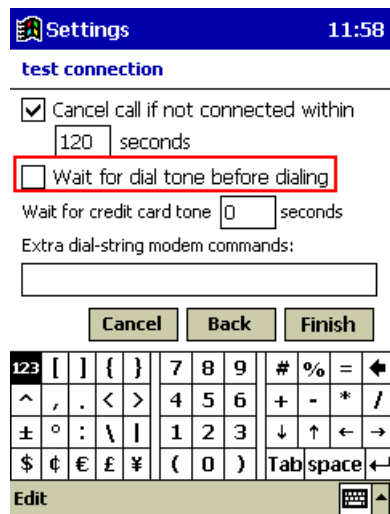 Settings 11:58
test connection
Cancel call if not connected within
120 seconds
Wait for dial tone before dialing
Wait for credit card tone 0 seconds
Extra dial-string modem commands:
Cancel Back Finish
123 [ ] { } 7 8 9 # % = 🠸
^ , . < > 4 5 6 + - * /
± ° : \ | 1 2 3 ↓ ↑ ← →
$ ¢ € £ ¥ ( 0 ) Tab space ↵
Edit